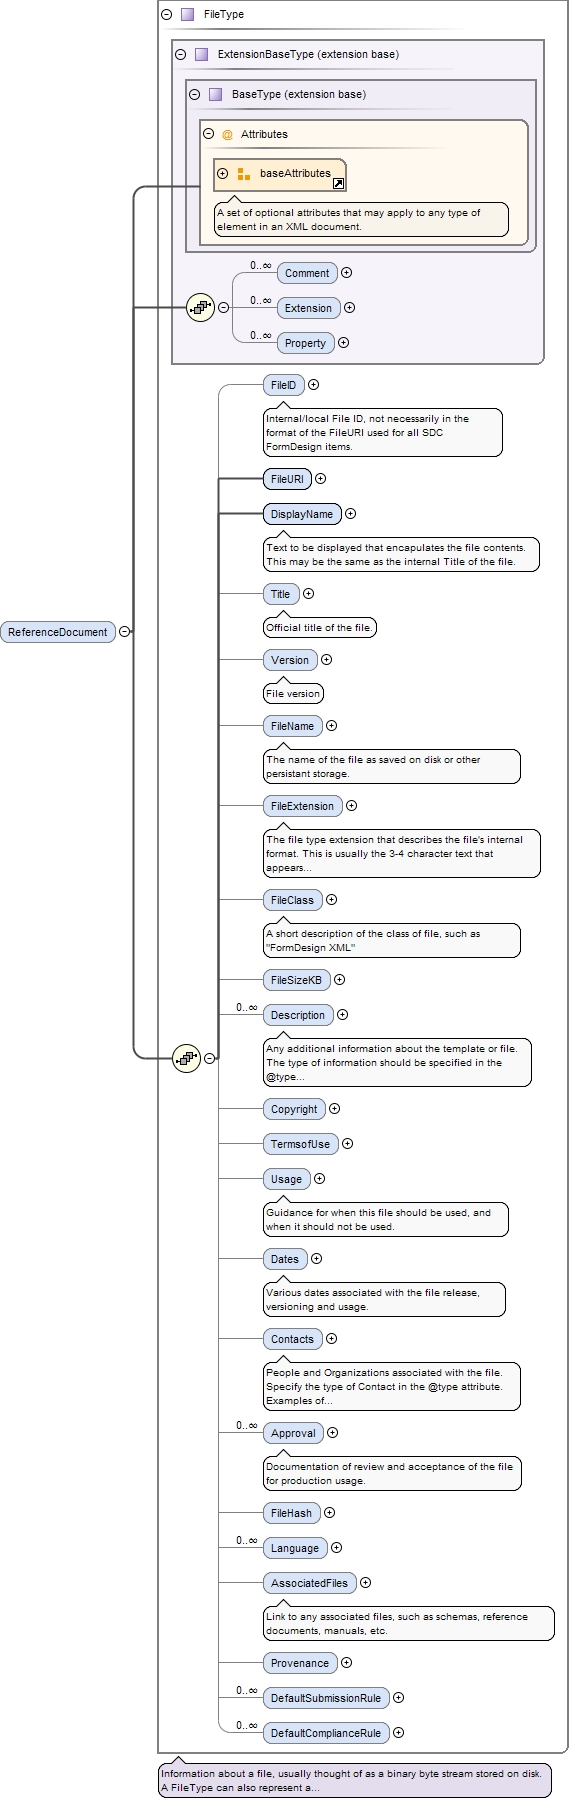 FileType
ExtensionBaseType (extension base)
BaseType (extension base)
@ Attributes
baseAttributes
A set of optional attributes that may apply to any type of
element in an XML document.
0..∞
Comment
0..∞
Extension
0..∞
Property
FileID
Internal/local File ID, not necessarily in the
format of the FileURI used for all SDC
FormDesign items.
FileURI
DisplayName
Text to be displayed that encapulates the file contents.
This may be the same as the internal Title of the file.
Title
Official title of the file.
ReferenceDocument
Version
File version
FileName
The name of the file as saved on disk or other
persistant storage.
FileExtension
The file type extension that describes the file's internal
format. This is usually the 3-4 character text that
appears...
FileClass
A short description of the class of file, such as
"FormDesign XML"
FileSizeKB
0..∞
Description
Any additional information about the template or file.
The type of information should be specified in the
@type...
Copyright
TermsofUse
Usage
Guidance for when this file should be used, and
when it should not be used.
Dates
Various dates associated with the file release,
versioning and usage.
Contacts
People and Organizations associated with the file.
Specify the type of Contact in the @type attribute.
Examples of...
0..∞
Approval
Documentation of review and acceptance of the file
for production usage.
FileHash
0..∞
Language
AssociatedFiles
Link to any associated files, such as schemas, reference
documents, manuals, etc.
Provenance
0..∞
DefaultSubmissionRule
0..∞
DefaultComplianceRule
Information about a file, usually thought of as a binary byte stream stored on disk.
A FileType can also represent a...